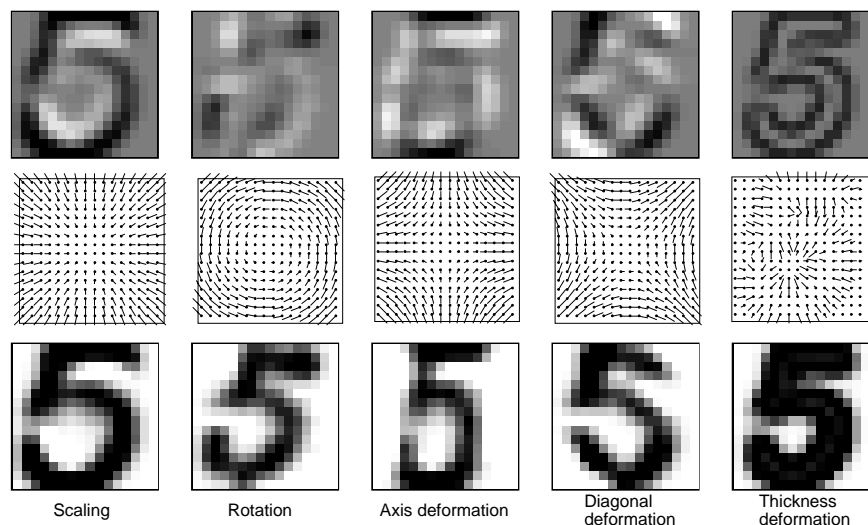 Scaling
Rotation
Axis deformation
Diagonal
deformation
Thickness
deformation